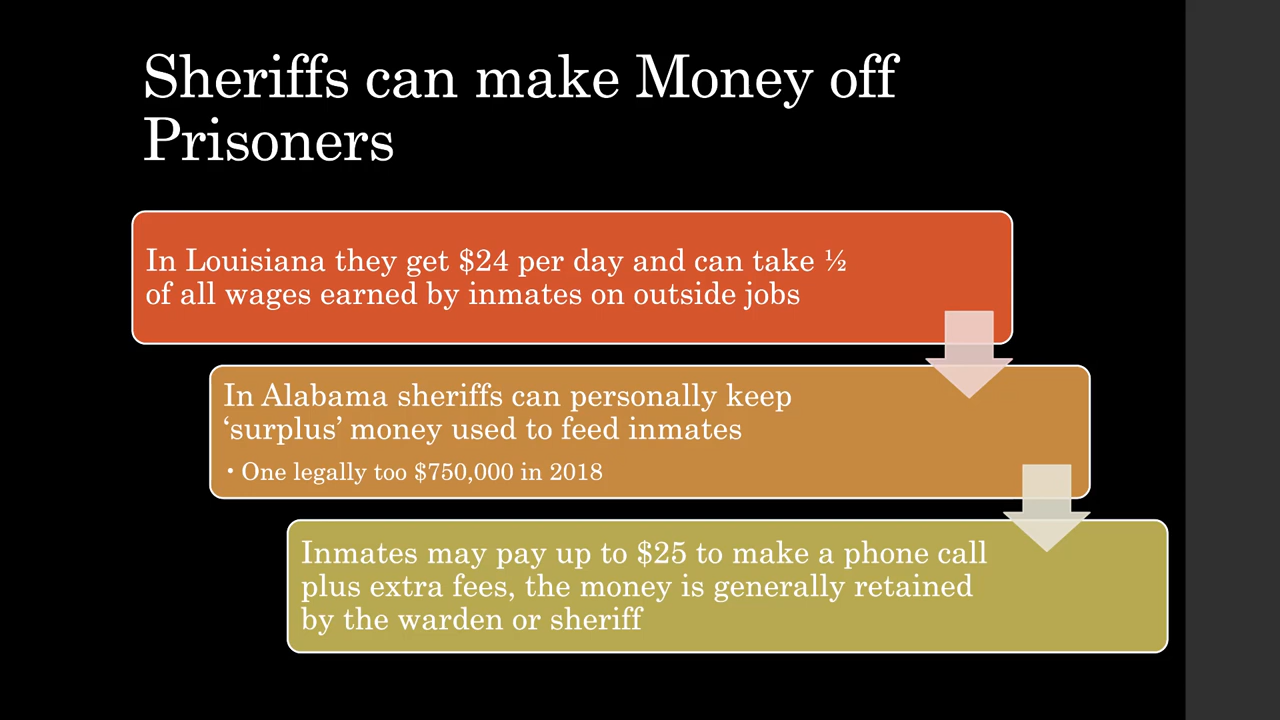 Sheriffs can make Money off
Prisoners
In Louisiana they get $24 per day and can take ½
of all wages earned by inmates on outside jobs
In Alabama sheriffs can personally keep
‘surplus’ money used to feed inmates
• One legally too $750,000 in 2018
Inmates may pay up to $25 to make a phone call
plus extra fees, the money is generally retained
by the warden or sheriff